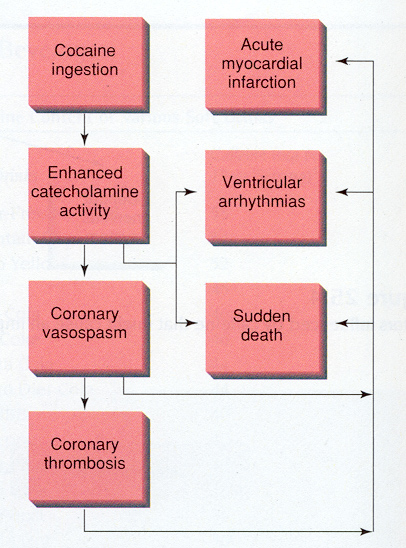 Cocaine
ingestion
Acute
myocardial
infarction
Enhanced
catecholamine
activity
Ventricular
arrhythmias
Coronary
vasospasm
Sudden
death
Coronary
thrombosis